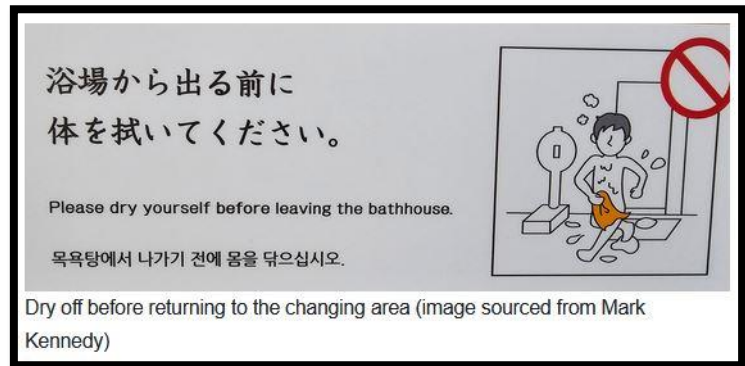 浴場から出る前に
体を拭いてください。
Please dry yourself before leaving the bathhouse.
목욕탕에서 나가기 전에 몸을 닦으십시오.
Dry off before returning to the changing area (image sourced from Mark
Kennedy)